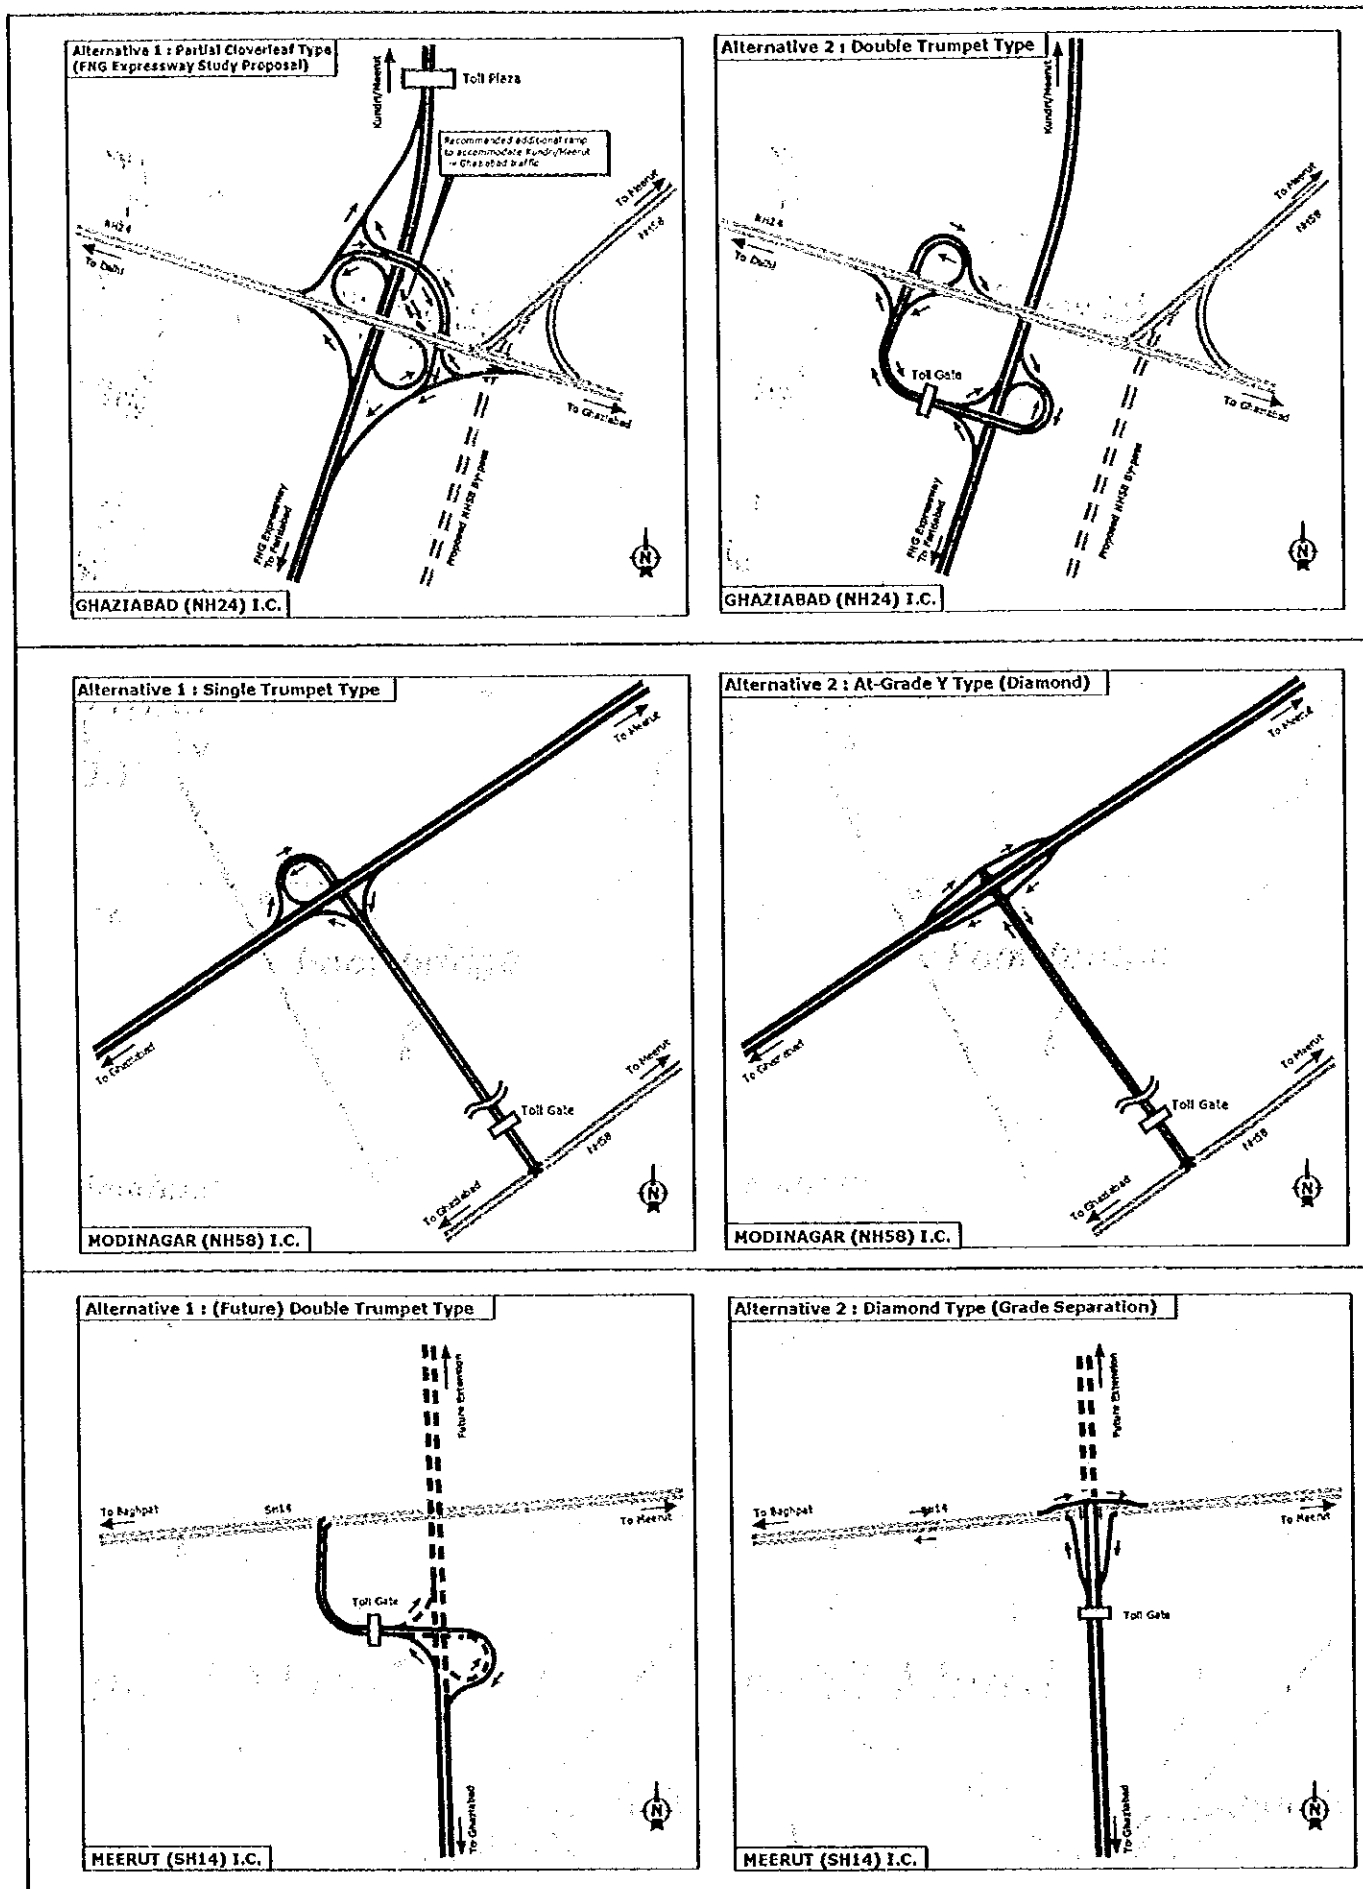 Alternative 1 : Partial Cloverleaf Type
(FNG Expressway Study Proposal)
Kundri/Meerut
Toll Plaza
Recommended additional ramp
to accommodate Kundri/Meerut
Ghaziabad traffic
To Meerut
NH58
NH24
To Delhi
To Ghaziabad
Proposed NH58 By-pass
FNG Expressway
To Faridabad
N
GHAZIABAD (NH24) I.C.
Alternative 2 : Double Trumpet Type
Kundri/Meerut
To Meerut
NH58
NH24
To Delhi
Toll Gate
To Ghaziabad
Proposed NH58 By-pass
FNG Expressway
To Faridabad
N
GHAZIABAD (NH24) I.C.
Alternative 1 : Single Trumpet Type
To Meerut
To Ghaziabad
To Meerut
Toll Gate
NH58
To Ghaziabad
N
MODINAGAR (NH58) I.C.
Alternative 2 : At-Grade Y Type (Diamond)
To Meerut
To Ghaziabad
To Meerut
Toll Gate
NH58
To Ghaziabad
N
MODINAGAR (NH58) I.C.
Alternative 1 : (Future) Double Trumpet Type
Future Extension
To Baghpat
SH14
To Meerut
Toll Gate
To Ghaziabad
N
MEERUT (SH14) I.C.
Alternative 2 : Diamond Type (Grade Separation)
Future Extension
To Baghpat
SH14
To Meerut
Toll Gate
To Ghaziabad
N
MEERUT (SH14) I.C.